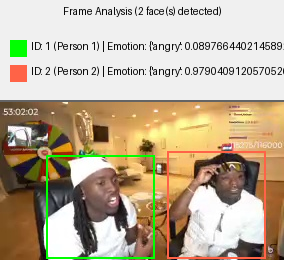 Frame Analysis (2 face(s) detected)
ID: 1 (Person 1) | Emotion: {'angry': 0.089766440214589
ID: 2 (Person 2) | Emotion: {'angry': 0.979040912057052
53:02:02